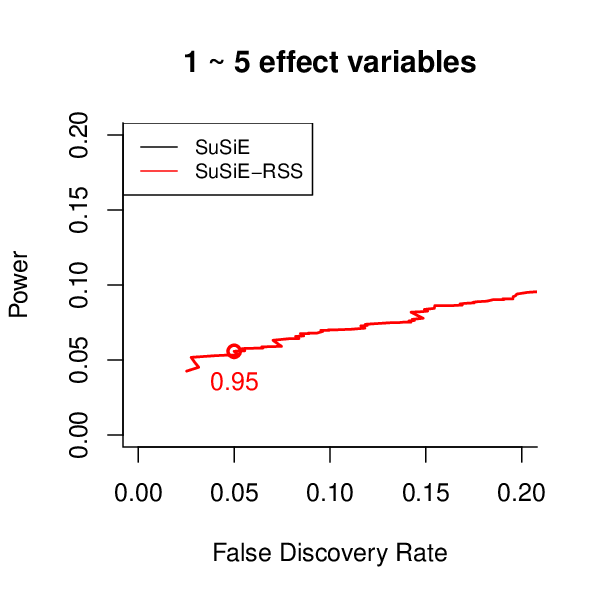 1 ~ 5 effect variables
SuSiE
SuSiE−RSS
Power
0.20
0.15
0.10
0.05
0.00
0.95
0.00 0.05 0.10 0.15 0.20
False Discovery Rate